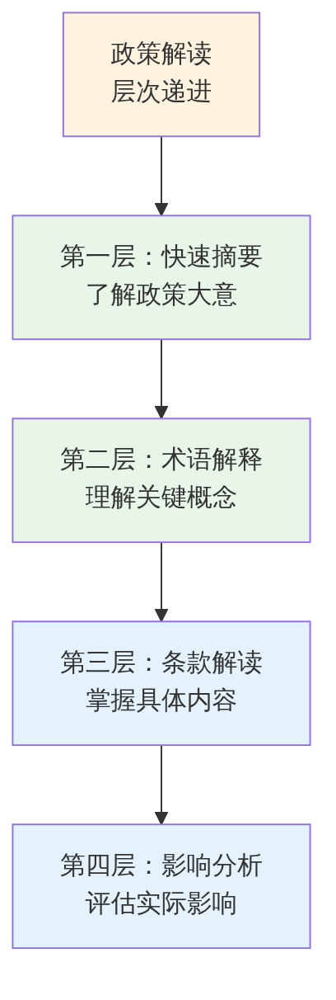 政策解读
层次递进
第一层：快速摘要
了解政策大意
第二层：术语解释
理解关键概念
第三层：条款解读
掌握具体内容
第四层：影响分析
评估实际影响